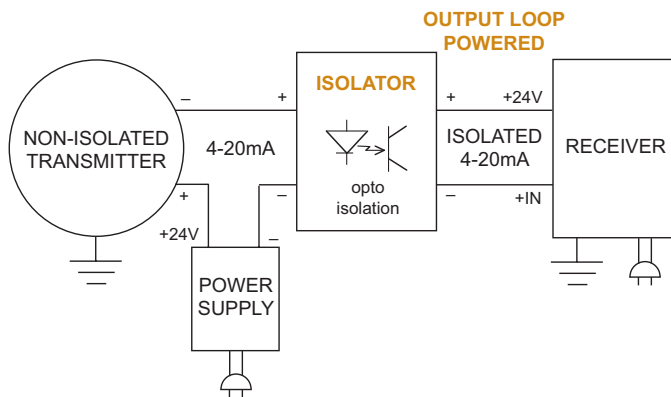 OUTPUT LOOP
POWERED
ISOLATOR
– + + +24V
NON-ISOLATED
TRANSMITTER
4-20mA
ISOLATED
4-20mA
RECEIVER
opto
isolation
+ – – +IN
+24V –
POWER
SUPPLY